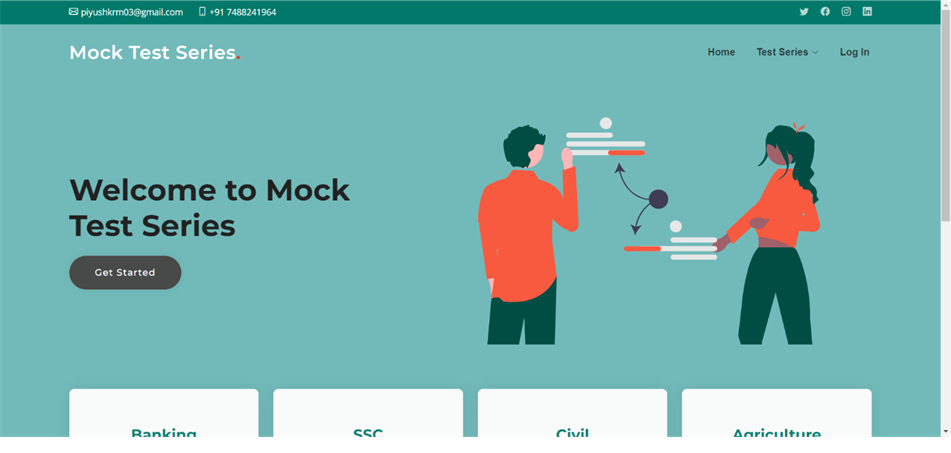 piyushkrm03@gmail.com +91 7488241964
Mock Test Series.
Home Test Series Log In
Welcome to Mock
Test Series
Get Started
Banking SSC Civil Agriculture